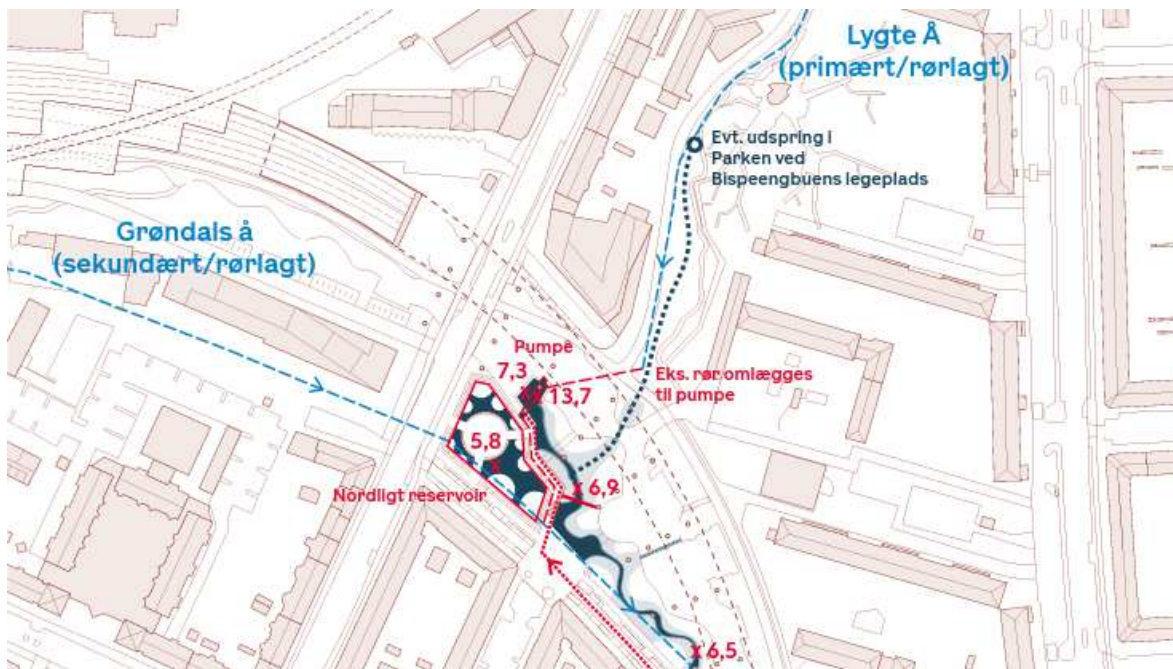 Lygte Å
(primært/rørlagt)
Evt. udspring i
Parken ved
Bispeengbuens legeplads
Grøndals å
(sekundært/rørlagt)
Pumpe
7,3
x 13,7
Eks. rør omlægges
til pumpe
5,8
x
x 6,9
Nordligt reservoir
x 6,5